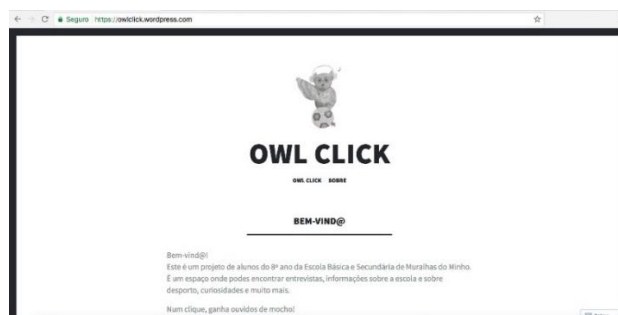 Seguro https://owlclick.wordpress.com
OWL CLICK
OWL CLICK SOBRE
BEM-VIND@
Bem-vind@!
Este é um projeto de alunos do 8º ano da Escola Básica e Secundária de Muralhas do Minho.
É um espaço onde podes encontrar entrevistas, informações sobre a escola e sobre
desporto, curiosidades e muito mais.
Num clique, ganha ouvidos de mocho!